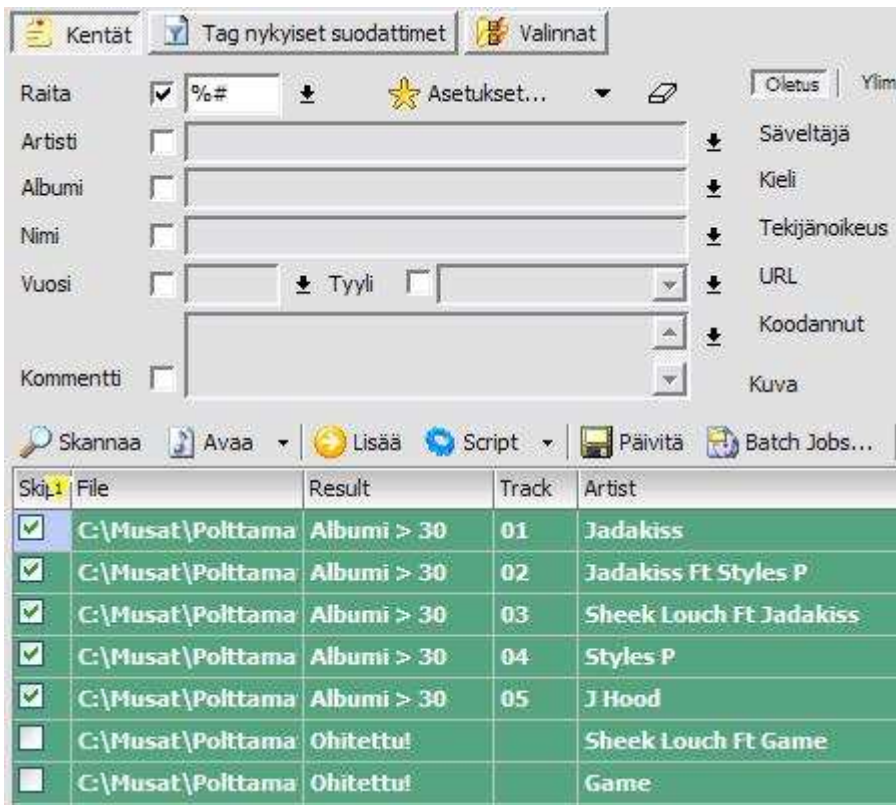 Kentät Tag nykyiset suodattimet Valinnat
Raita %# Asetukset... Oletus
Artisti Säveltäjä
Albumi Kieli
Nimi Tekijänoikeus
Vuosi Tyyli URL
Koodannut
Kommentti Kuva
Skannaa Avaa Lisää Script Päivitä Batch Jobs...
1 File Result Track Artist
C:\Musat\Polttama Albumi > 30 01 Jadakiss
C:\Musat\Polttama Albumi > 30 02 Jadakiss Ft Styles P
C:\Musat\Polttama Albumi > 30 03 Sheek Louch Ft Jadakiss
C:\Musat\Polttama Albumi > 30 04 Styles P
C:\Musat\Polttama Albumi > 30 05 J Hood
C:\Musat\Polttama Ohitettu! Sheek Louch Ft Game
C:\Musat\Polttama Ohitettu! Game